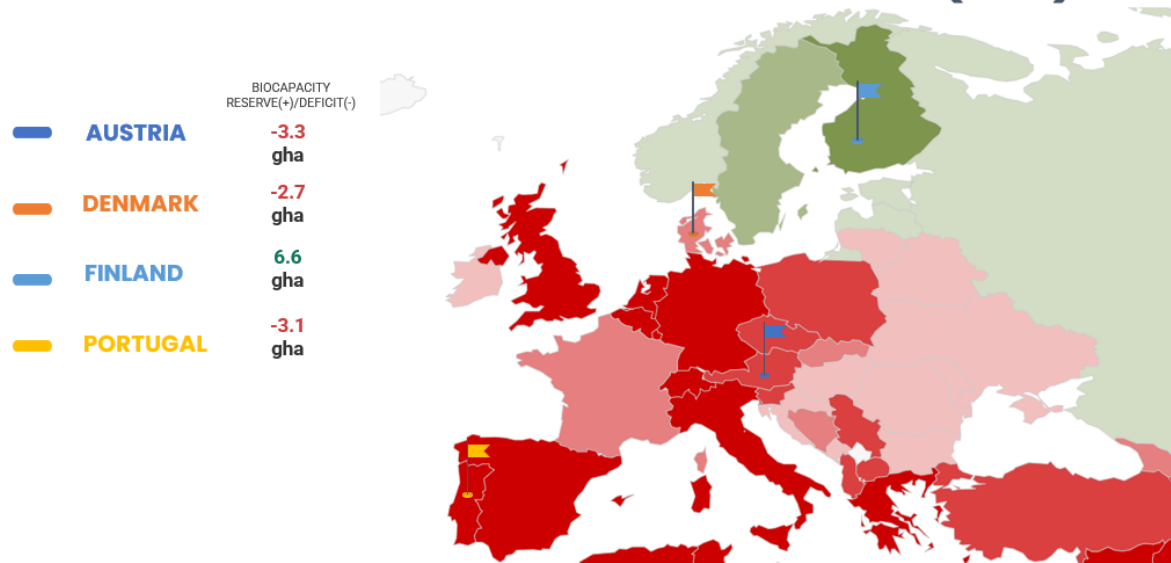 BIOCAPACITY
RESERVE(+)/DEFICIT(-)
AUSTRIA
-3.3
gha
DENMARK
-2.7
gha
FINLAND
6.6
gha
PORTUGAL
-3.1
gha